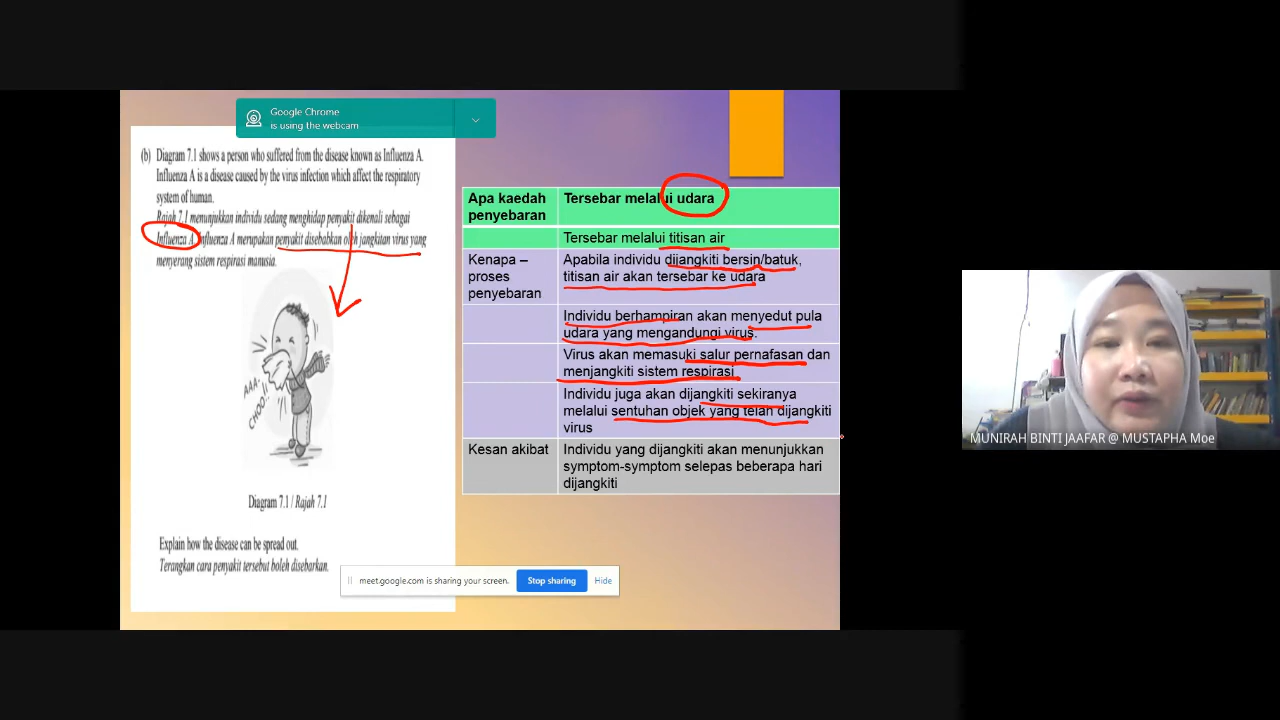 Google Chrome
is using the webcam
(b) Diagram 7.1 shows a person who suffered from the disease known as Influenza A.
Influenza A is a disease caused by the virus infection which affect the respiratory
system of human.
Rajah 7.1 menunjukkan individu sedang menghidap penyakit dikenali sebagai
Influenza A. Influenza A merupakan penyakit disebabkan oleh jangkitan virus yang
menyerang sistem respirasi manusia.
AAA-
CHOO..!!
Diagram 7.1 / Rajah 7.1
Explain how the disease can be spread out.
Terangkan cara penyakit tersebut boleh disebarkan.
Apa kaedah
penyebaran
Tersebar melalui udara
Tersebar melalui titisan air
Kenapa –
proses
penyebaran
Apabila individu dijangkiti bersin/batuk,
titisan air akan tersebar ke udara
Individu berhampiran akan menyedut pula
udara yang mengandungi virus.
Virus akan memasuki salur pernafasan dan
menjangkiti sistem respirasi
Individu juga akan dijangkiti sekiranya
melalui sentuhan objek yang telah dijangkiti
virus
Kesan akibat
Individu yang dijangkiti akan menunjukkan
symptom-symptom selepas beberapa hari
dijangkiti
meet.google.com is sharing your screen.
Stop sharing
Hide
MUNIRAH BINTI JAAFAR @ MUSTAPHA Moe